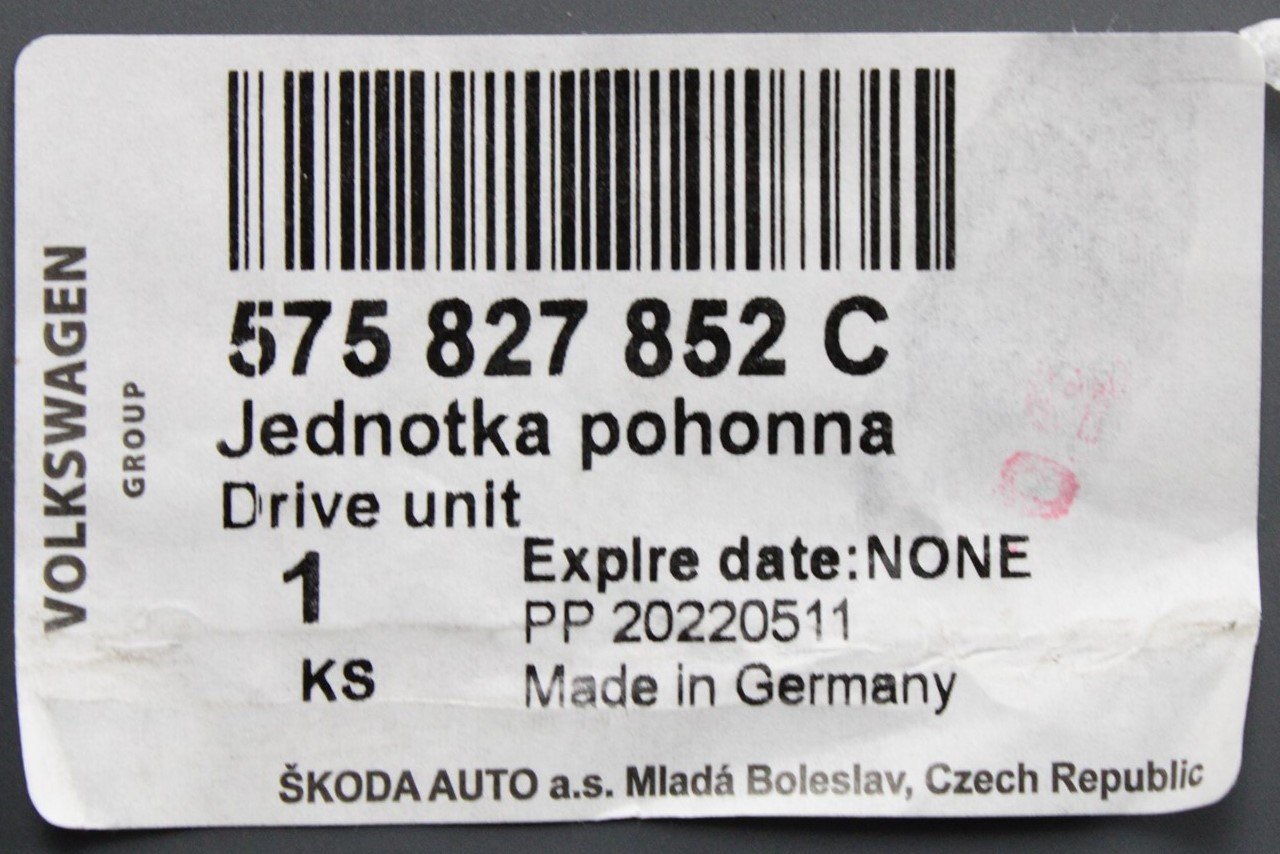 VOLKSWAGEN
GROUP
575 827 852 C
Jednotka pohonna
Drive unit
1
KS
Expire date:NONE
PP 20220511
Made in Germany
ŠKODA AUTO a.s. Mladá Boleslav, Czech Republic